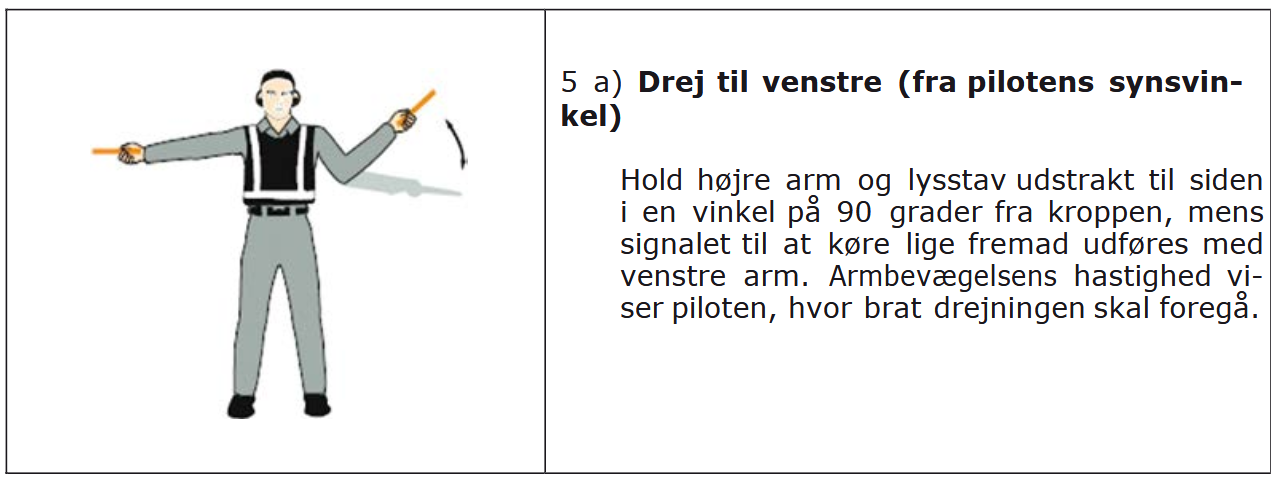 5 a) Drej til venstre (fra pilotens synsvin-
kel)
Hold højre arm og lysstav udstrakt til siden
i en vinkel på 90 grader fra kroppen, mens
signalet til at køre lige fremad udføres med
venstre arm. Armbevægelsens hastighed vi-
ser piloten, hvor brat drejningen skal foregå.